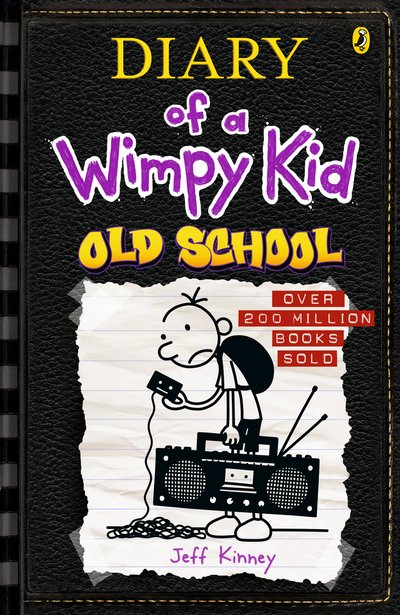 DIARY
of a
Wimpy Kid
OLD SCHOOL
OVER
200 MILLION
BOOKS
SOLD
Jeff Kinney